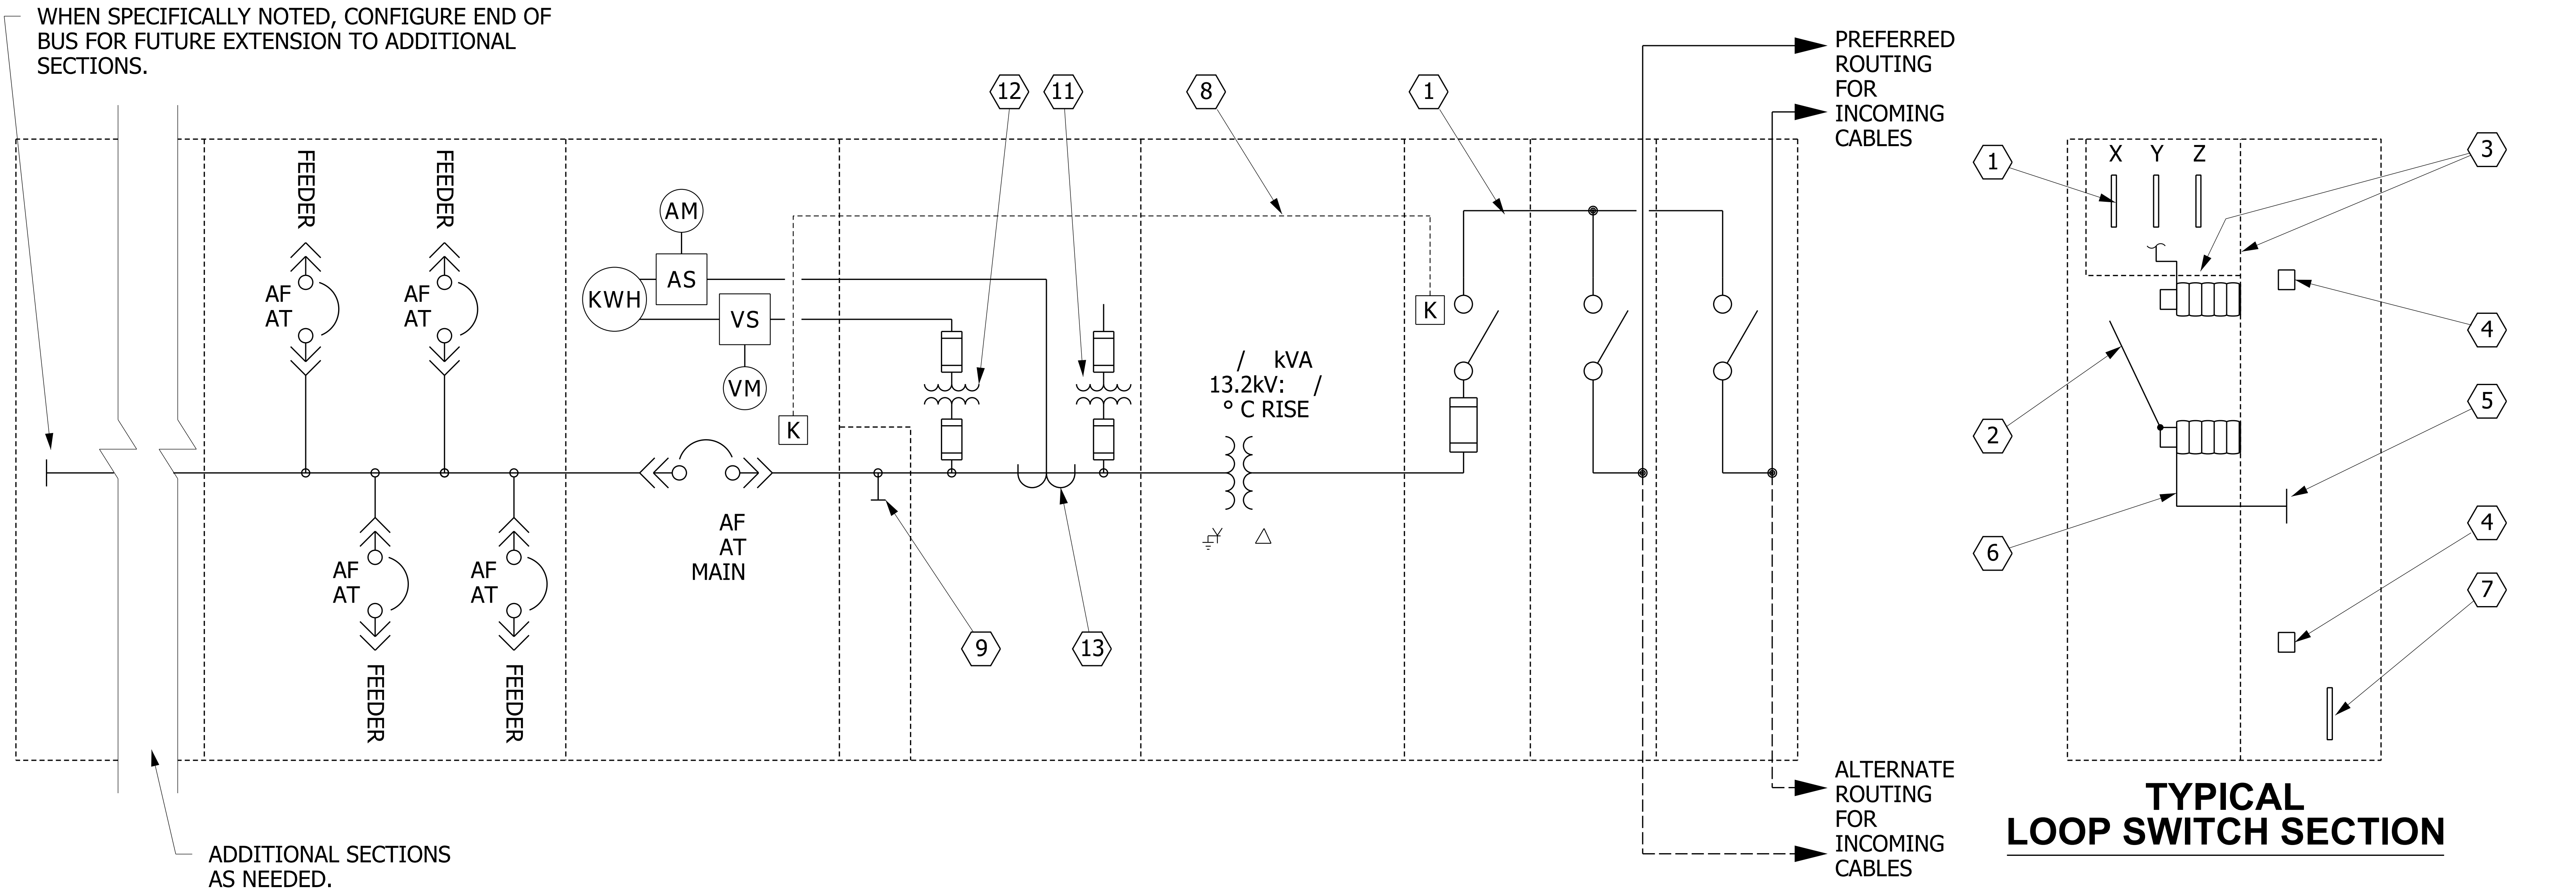 WHEN SPECIFICALLY NOTED, CONFIGURE END OF
BUS FOR FUTURE EXTENSION TO ADDITIONAL
SECTIONS.
12
11
8
1
PREFERRED
ROUTING
FOR
INCOMING
CABLES
FEEDER
FEEDER
AF
AT
AF
AT
AM
AS
KWH
VS
VM
K
K
/ kVA
13.2kV: /
° C RISE
AF
AT
MAIN
AF
AT
AF
AT
FEEDER
FEEDER
9
13
Y
△
ALTERNATE
ROUTING
FOR
INCOMING
CABLES
ADDITIONAL SECTIONS
AS NEEDED.
1
X Y Z
3
4
2
5
6
4
7
TYPICAL
LOOP SWITCH SECTION